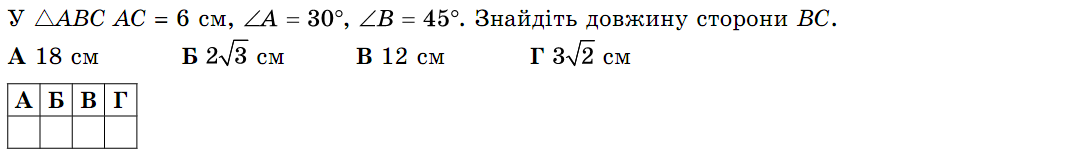 У △ABC AC = 6 см, ∠A = 30°, ∠B = 45°. Знайдіть довжину сторони BC.
А 18 см Б 2√3 см В 12 см Г 3√2 см
А Б В Г